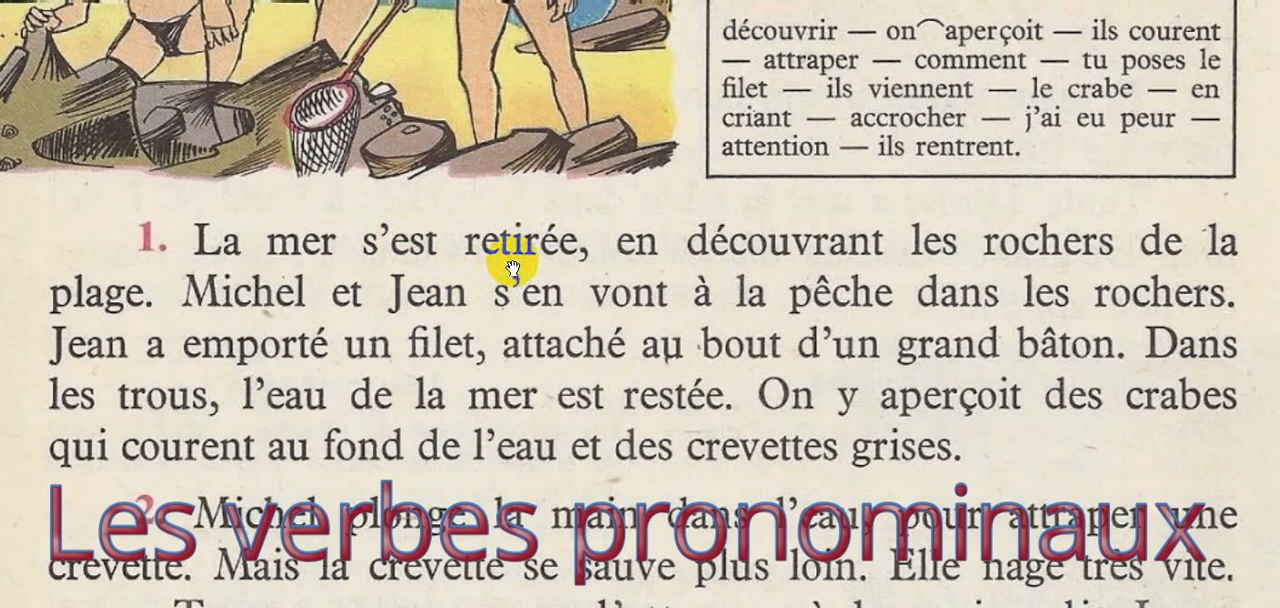 découvrir — on aperçoit — ils courent
— attraper — comment — tu poses le
filet — ils viennent — le crabe — en
criant — accrocher — j'ai eu peur —
attention — ils rentrent.
1. La mer s'est retirée, en découvrant les rochers de la
plage. Michel et Jean s'en vont à la pêche dans les rochers.
Jean a emporté un filet, attaché au bout d'un grand bâton. Dans
les trous, l'eau de la mer est restée. On y aperçoit des crabes
qui courent au fond de l'eau et des crevettes grises.
Les verbes pronominaux
2. Michel plonge la main dans l'eau, pour attraper une
crevette. Mais la crevette se sauve plus loin. Elle nage très vite.